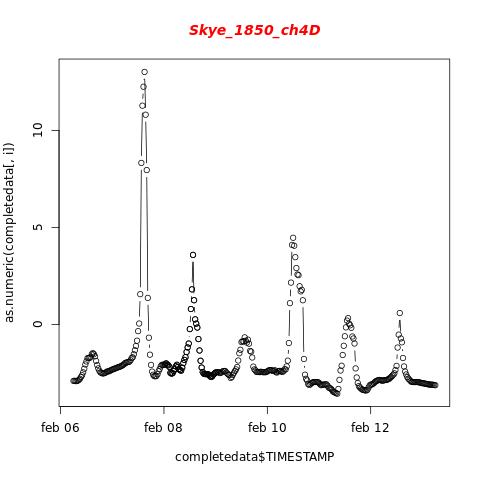 Skye_1850_ch4D
as.numeric(completedata[, i])
10
5
0
feb 06 feb 08 feb 10 feb 12
completedata$TIMESTAMP